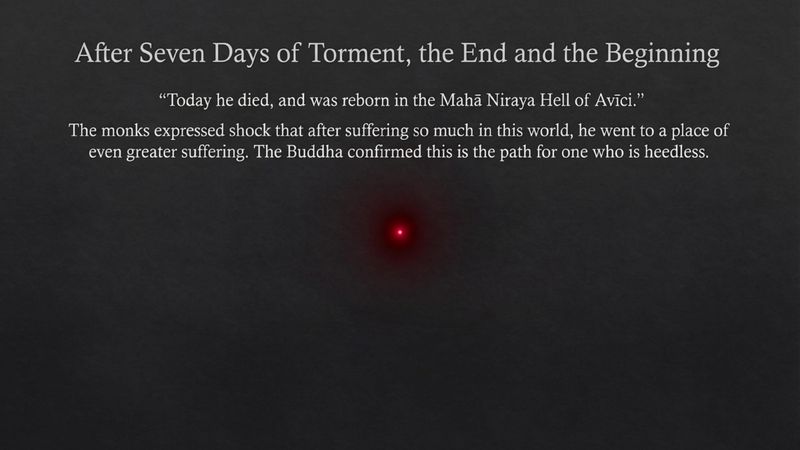 After Seven Days of Torment, the End and the Beginning
“Today he died, and was reborn in the Mahā Niraya Hell of Avīci.”
The monks expressed shock that after suffering so much in this world, he went to a place of
even greater suffering. The Buddha confirmed this is the path for one who is heedless.